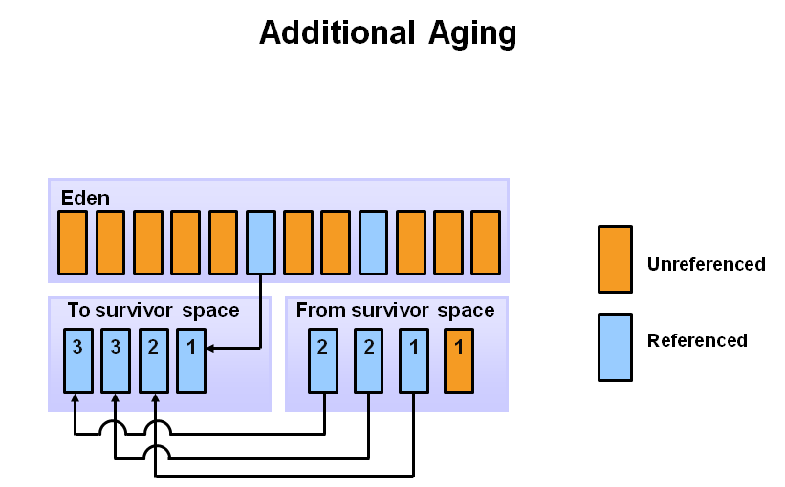 Additional Aging
Eden
To survivor space
From survivor space
3 3 2 1
2 2 1 1
Unreferenced
Referenced